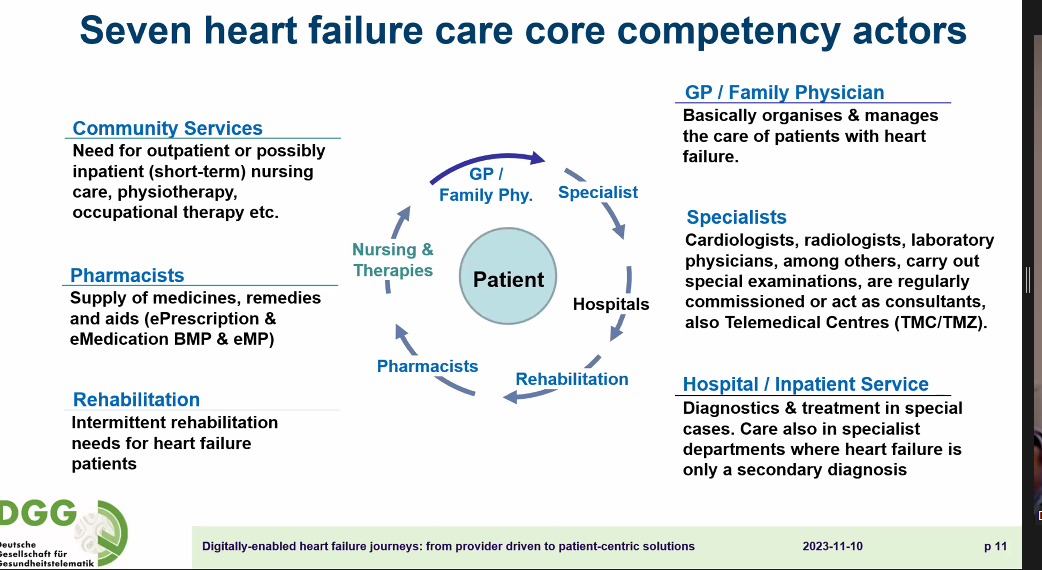 Seven heart failure care core competency actors
Community Services
Need for outpatient or possibly
inpatient (short-term) nursing
care, physiotherapy,
occupational therapy etc.
Pharmacists
Supply of medicines, remedies
and aids (ePrescription &
eMedication BMP & eMP)
Rehabilitation
Intermittent rehabilitation
needs for heart failure
patients
GP /
Family Phy.
Specialist
Hospitals
Rehabilitation
Pharmacists
Nursing &
Therapies
Patient
GP / Family Physician
Basically organises & manages
the care of patients with heart
failure.
Specialists
Cardiologists, radiologists, laboratory
physicians, among others, carry out
special examinations, are regularly
commissioned or act as consultants,
also Telemedical Centres (TMC/TMZ).
Hospital / Inpatient Service
Diagnostics & treatment in special
cases. Care also in specialist
departments where heart failure is
only a secondary diagnosis
DGG
Deutsche
Gesellschaft für
Gesundheitstelematik
Digitally-enabled heart failure journeys: from provider driven to patient-centric solutions
2023-11-10
p 11